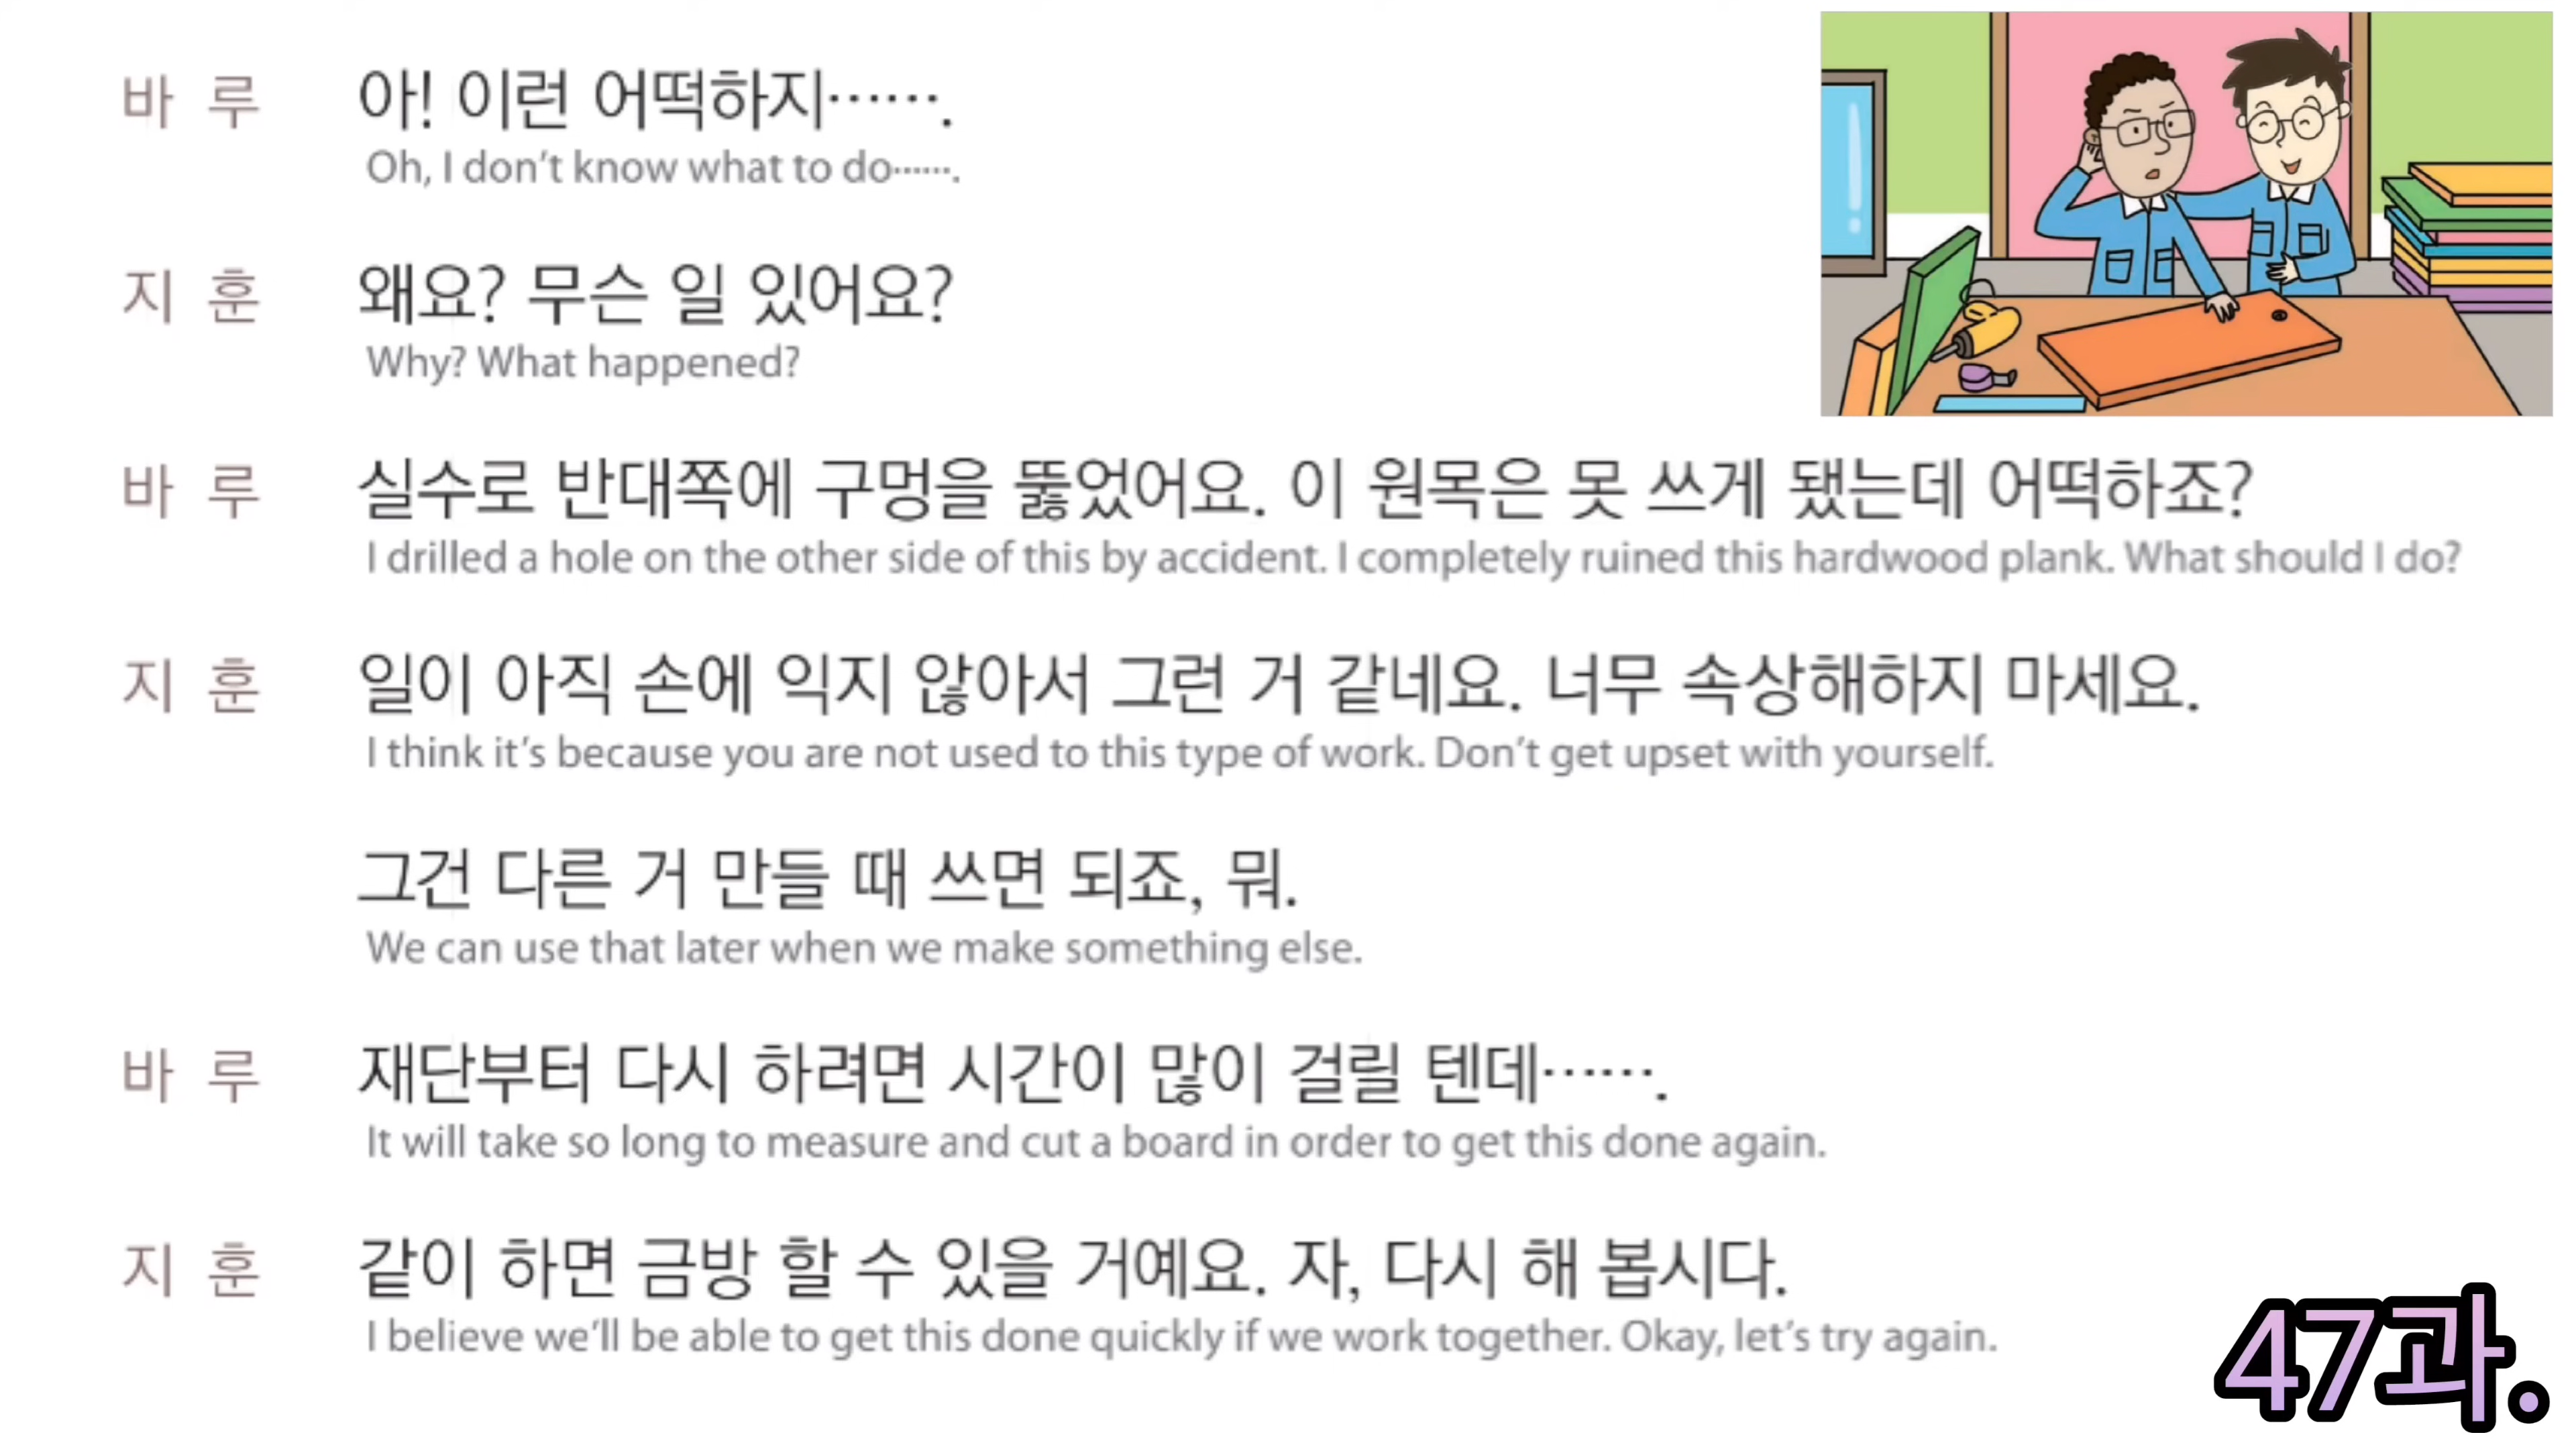 바 루 아! 이런 어떡하지…….
Oh, I don't know what to do…….
지 훈 왜요? 무슨 일 있어요?
Why? What happened?
바 루 실수로 반대쪽에 구멍을 뚫었어요. 이 원목은 못 쓰게 됐는데 어떡하죠?
I drilled a hole on the other side of this by accident. I completely ruined this hardwood plank. What should I do?
지 훈 일이 아직 손에 익지 않아서 그런 거 같네요. 너무 속상해하지 마세요.
I think it's because you are not used to this type of work. Don't get upset with yourself.
그건 다른 거 만들 때 쓰면 되죠, 뭐.
We can use that later when we make something else.
바 루 재단부터 다시 하려면 시간이 많이 걸릴 텐데…….
It will take so long to measure and cut a board in order to get this done again.
지 훈 같이 하면 금방 할 수 있을 거예요. 자, 다시 해 봅시다.
I believe we'll be able to get this done quickly if we work together. Okay, let's try again.
47과.